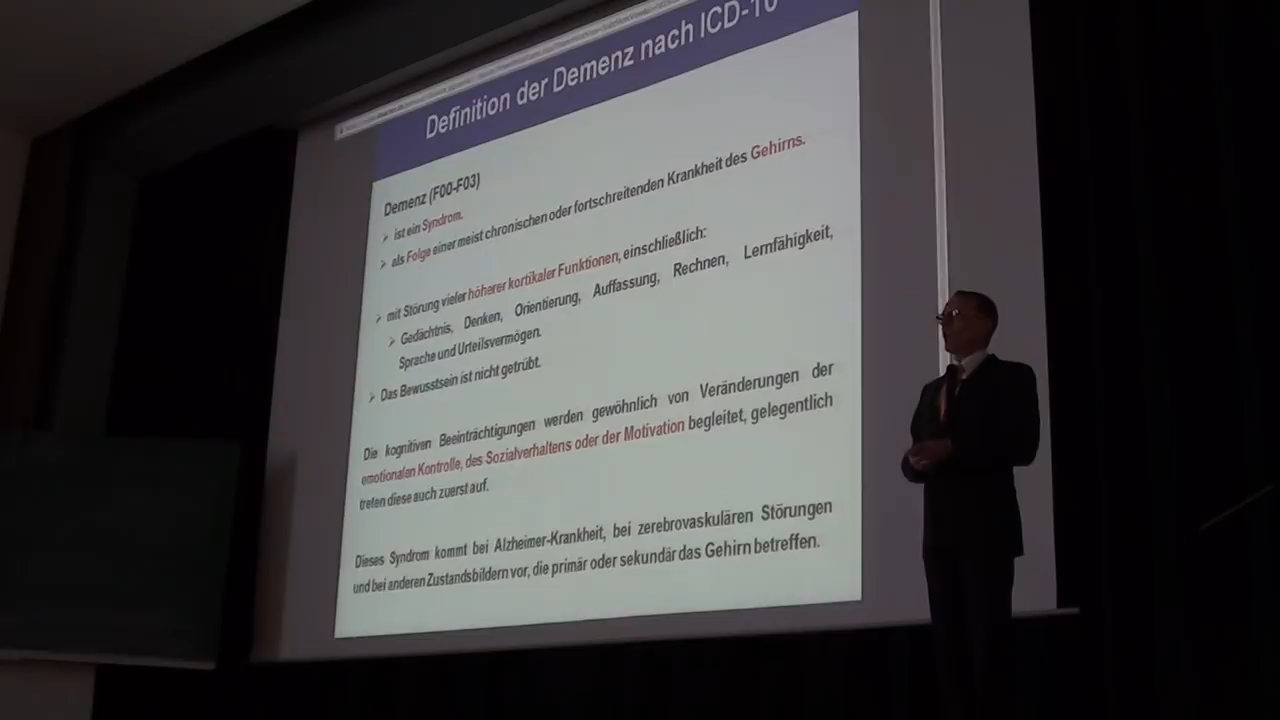 Definition der Demenz nach ICD-10
Demenz (F00-F03)
➢ ist ein Syndrom.
➢ als Folge einer meist chronischen oder fortschreitenden Krankheit des Gehirns.
➢ mit Störung vieler höherer kortikaler Funktionen, einschließlich:
➢ Gedächtnis, Denken, Orientierung, Auffassung, Rechnen, Lernfähigkeit,
Sprache und Urteilsvermögen.
➢ Das Bewusstsein ist nicht getrübt.
Die kognitiven Beeinträchtigungen werden gewöhnlich von Veränderungen der
emotionalen Kontrolle, des Sozialverhaltens oder der Motivation begleitet, gelegentlich
treten diese auch zuerst auf.
Dieses Syndrom kommt bei Alzheimer-Krankheit, bei zerebrovaskulären Störungen
und bei anderen Zustandsbildern vor, die primär oder sekundär das Gehirn betreffen.